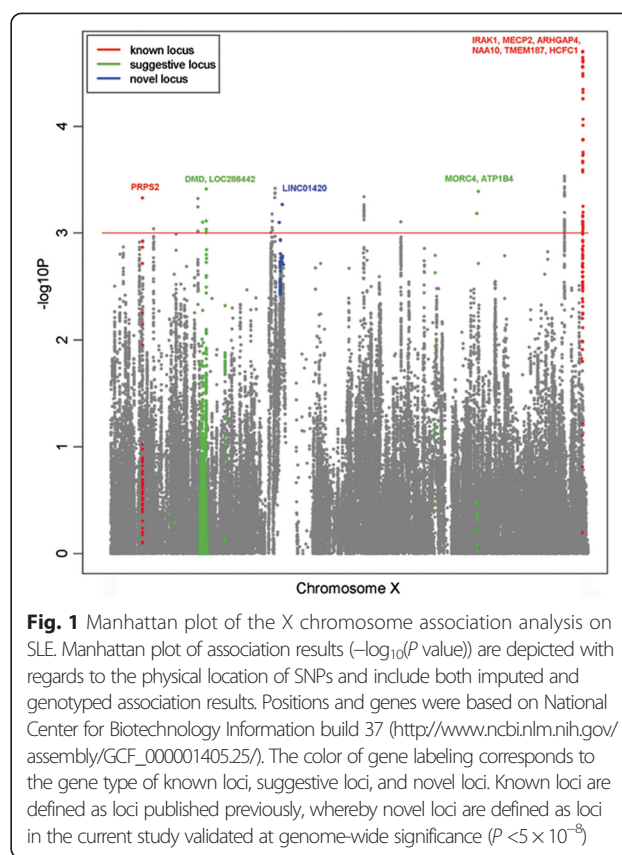 IRAK1, MECP2, ARHGAP4,
NAA10, TMEM187, HCFC1
known locus
suggestive locus
novel locus
4
DMD, LOC286442
MORC4, ATP1B4
PRPS2
LINC01420
3
-log10P
2
1
0
Chromosome X
Fig. 1 Manhattan plot of the X chromosome association analysis on
SLE. Manhattan plot of association results (−log10(P value)) are depicted with
regards to the physical location of SNPs and include both imputed and
genotyped association results. Positions and genes were based on National
Center for Biotechnology Information build 37 (http://www.ncbi.nlm.nih.gov/
assembly/GCF_000001405.25/). The color of gene labeling corresponds to
the gene type of known loci, suggestive loci, and novel loci. Known loci are
defined as loci published previously, whereby novel loci are defined as loci
in the current study validated at genome-wide significance (P <5 × 10−8)